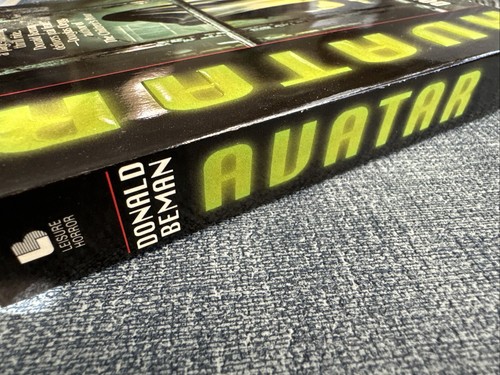 AVATAR
AVATAR
DONALD
BEMAN
LEISURE
HORROR